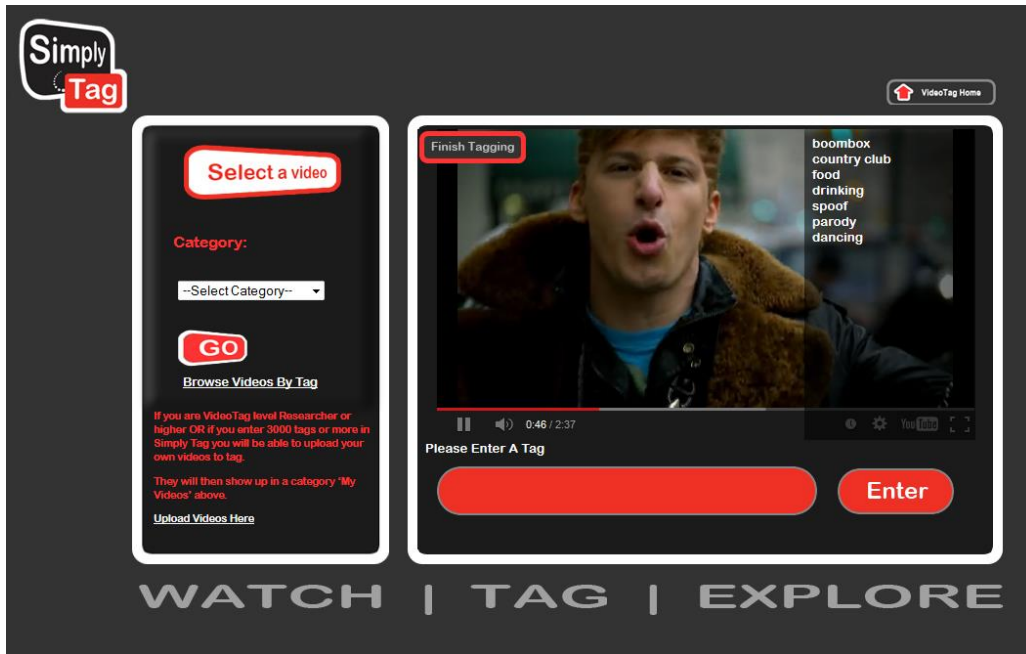 Simply
Tag
VideoTag Home
Select a video
Category:
--Select Category--
GO
Browse Videos By Tag
If you are VideoTag level Researcher or
higher OR if you enter 3000 tags or more in
Simply Tag you will be able to upload your
own videos to tag.
They will then show up in a category "My
Videos" above.
Upload Videos Here
Finish Tagging
boombox
country club
food
drinking
spoof
parody
dancing
0:46 / 2:37
YouTube
Please Enter A Tag
Enter
WATCH | TAG | EXPLORE